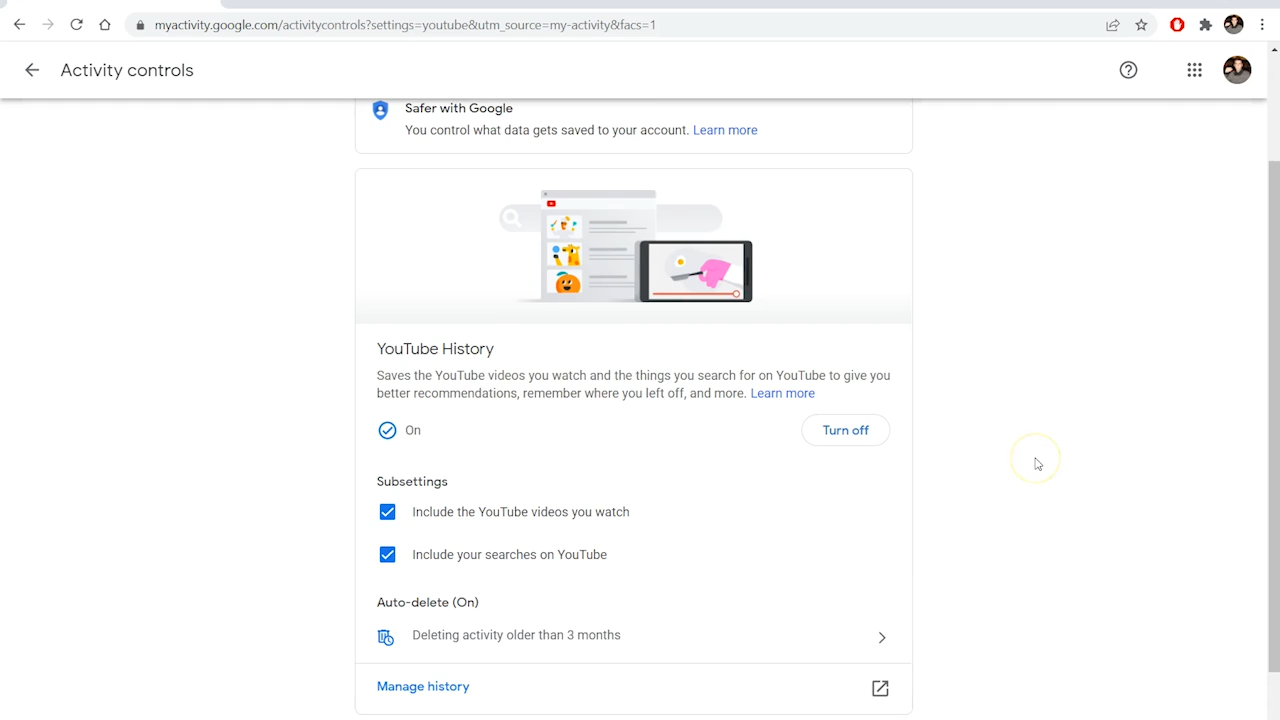 myactivity.google.com/activitycontrols?settings=youtube&utm_source=my-activity&facs=1
Activity controls
Safer with Google
You control what data gets saved to your account. Learn more
YouTube History
Saves the YouTube videos you watch and the things you search for on YouTube to give you
better recommendations, remember where you left off, and more. Learn more
On
Turn off
Subsettings
Include the YouTube videos you watch
Include your searches on YouTube
Auto-delete (On)
Deleting activity older than 3 months
Manage history